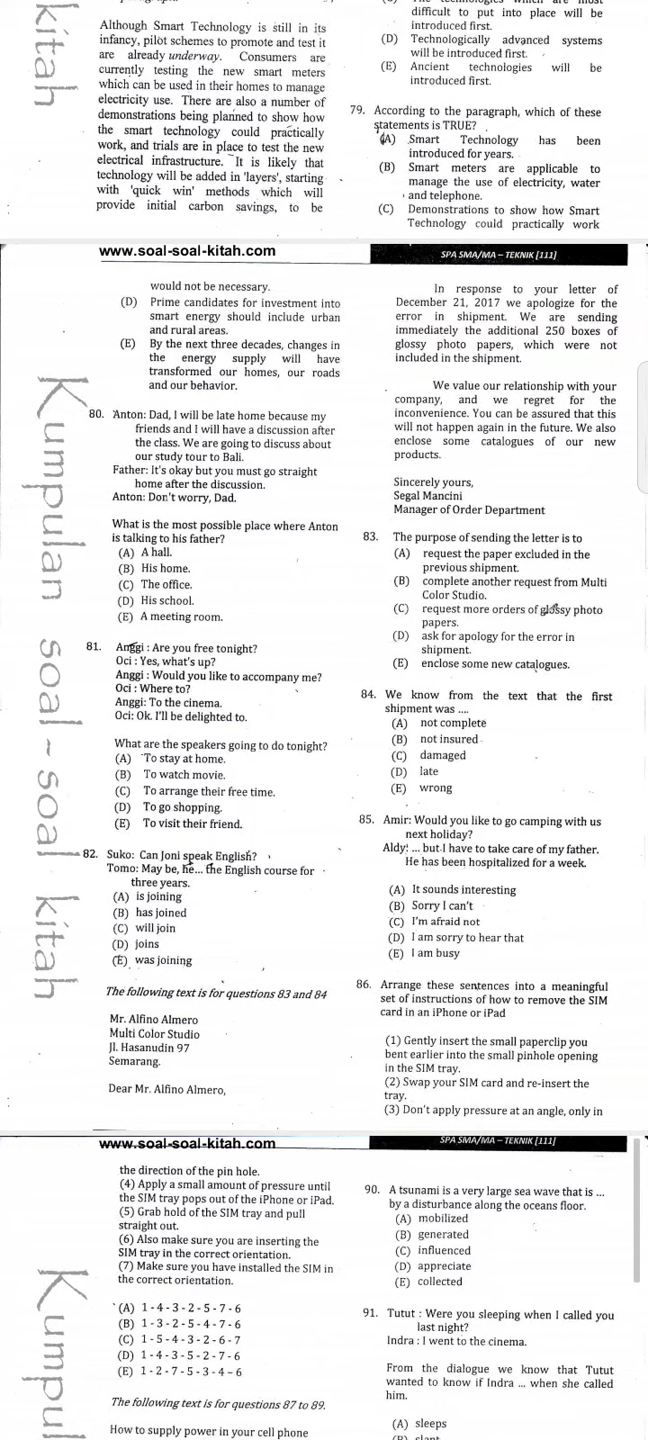 kitah
Although Smart Technology is still in its
infancy, pilot schemes to promote and test it
are already underway. Consumers are
currently testing the new smart meters
which can be used in their homes to manage
electricity use. There are also a number of
demonstrations being planned to show how
the smart technology could practically
work, and trials are in place to test the new
electrical infrastructure. It is likely that
technology will be added in 'layers', starting
with 'quick win' methods which will
provide initial carbon savings, to be
difficult to put into place will be
introduced first.
(D) Technologically advanced systems
will be introduced first.
(E) Ancient technologies will be
introduced first.
79. According to the paragraph, which of these
statements is TRUE?
(A) Smart Technology has been
introduced for years.
(B) Smart meters are applicable to
manage the use of electricity, water
and telephone.
(C) Demonstrations to show how Smart
Technology could practically work
www.soal-soal-kitah.com
SPA SMA/MA – TEKNIK [111]
Kumpulan soal - soal kitah
would not be necessary.
(D) Prime candidates for investment into
smart energy should include urban
and rural areas.
(E) By the next three decades, changes in
the energy supply will have
transformed our homes, our roads
and our behavior.
80. Anton: Dad, I will be late home because my
friends and I will have a discussion after
the class. We are going to discuss about
our study tour to Bali.
Father: It's okay but you must go straight
home after the discussion.
Anton: Don't worry, Dad.
What is the most possible place where Anton
is talking to his father?
(A) A hall.
(B) His home.
(C) The office.
(D) His school.
(E) A meeting room.
81. Anggi : Are you free tonight?
Oci : Yes, what's up?
Anggi : Would you like to accompany me?
Oci : Where to?
Anggi: To the cinema.
Oci: Ok. I'll be delighted to.
What are the speakers going to do tonight?
(A) To stay at home.
(B) To watch movie.
(C) To arrange their free time.
(D) To go shopping.
(E) To visit their friend.
82. Suko: Can Joni speak English?
Tomo: May be, he... the English course for
three years.
(A) is joining
(B) has joined
(C) will join
(D) joins
(E) was joining
The following text is for questions 83 and 84
Mr. Alfino Almero
Multi Color Studio
Jl. Hasanudin 97
Semarang.
Dear Mr. Alfino Almero,
In response to your letter of
December 21, 2017 we apologize for the
error in shipment. We are sending
immediately the additional 250 boxes of
glossy photo papers, which were not
included in the shipment.
We value our relationship with your
company, and we regret for the
inconvenience. You can be assured that this
will not happen again in the future. We also
enclose some catalogues of our new
products.
Sincerely yours,
Segal Mancini
Manager of Order Department
83. The purpose of sending the letter is to
(A) request the paper excluded in the
previous shipment.
(B) complete another request from Multi
Color Studio.
(C) request more orders of glossy photo
papers.
(D) ask for apology for the error in
shipment.
(E) enclose some new catalogues.
84. We know from the text that the first
shipment was ....
(A) not complete
(B) not insured
(C) damaged
(D) late
(E) wrong
85. Amir: Would you like to go camping with us
next holiday?
Aldy: ... but I have to take care of my father.
He has been hospitalized for a week.
(A) It sounds interesting
(B) Sorry I can't
(C) I'm afraid not
(D) I am sorry to hear that
(E) I am busy
86. Arrange these sentences into a meaningful
set of instructions of how to remove the SIM
card in an iPhone or iPad
(1) Gently insert the small paperclip you
bent earlier into the small pinhole opening
in the SIM tray.
(2) Swap your SIM card and re-insert the
tray.
(3) Don't apply pressure at an angle, only in
www.soal-soal-kitah.com
SPA SMA/MA – TEKNIK [111]
Kumpul
the direction of the pin hole.
(4) Apply a small amount of pressure until
the SIM tray pops out of the iPhone or iPad.
(5) Grab hold of the SIM tray and pull
straight out.
(6) Also make sure you are inserting the
SIM tray in the correct orientation.
(7) Make sure you have installed the SIM in
the correct orientation.
(A) 1 - 4 - 3 - 2 - 5 - 7 - 6
(B) 1 - 3 - 2 - 5 - 4 - 7 - 6
(C) 1 - 5 - 4 - 3 - 2 - 6 - 7
(D) 1 - 4 - 3 - 5 - 2 - 7 - 6
(E) 1 - 2 - 7 - 5 - 3 - 4 – 6
The following text is for questions 87 to 89.
How to supply power in your cell phone
90. A tsunami is a very large sea wave that is ...
by a disturbance along the oceans floor.
(A) mobilized
(B) generated
(C) influenced
(D) appreciate
(E) collected
91. Tutut : Were you sleeping when I called you
last night?
Indra : I went to the cinema.
From the dialogue we know that Tutut
wanted to know if Indra ... when she called
him.
(A) sleeps